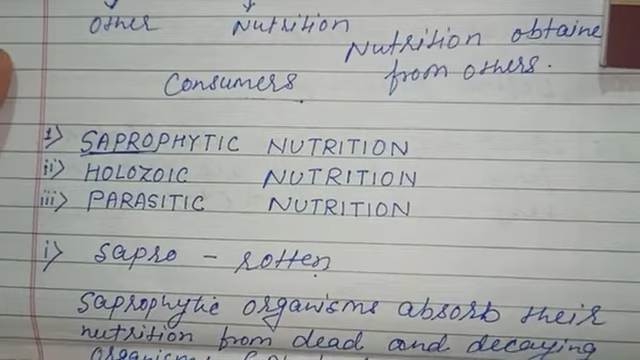 other Nutrition
Nutrition obtaine
from others.
Consumers
i) SAPROPHYTIC NUTRITION
ii) HOLOZOIC NUTRITION
iii) PARASITIC NUTRITION
i) Sapro - rotten
Saprophytic organisms absorb their
nutrition from dead and decaying